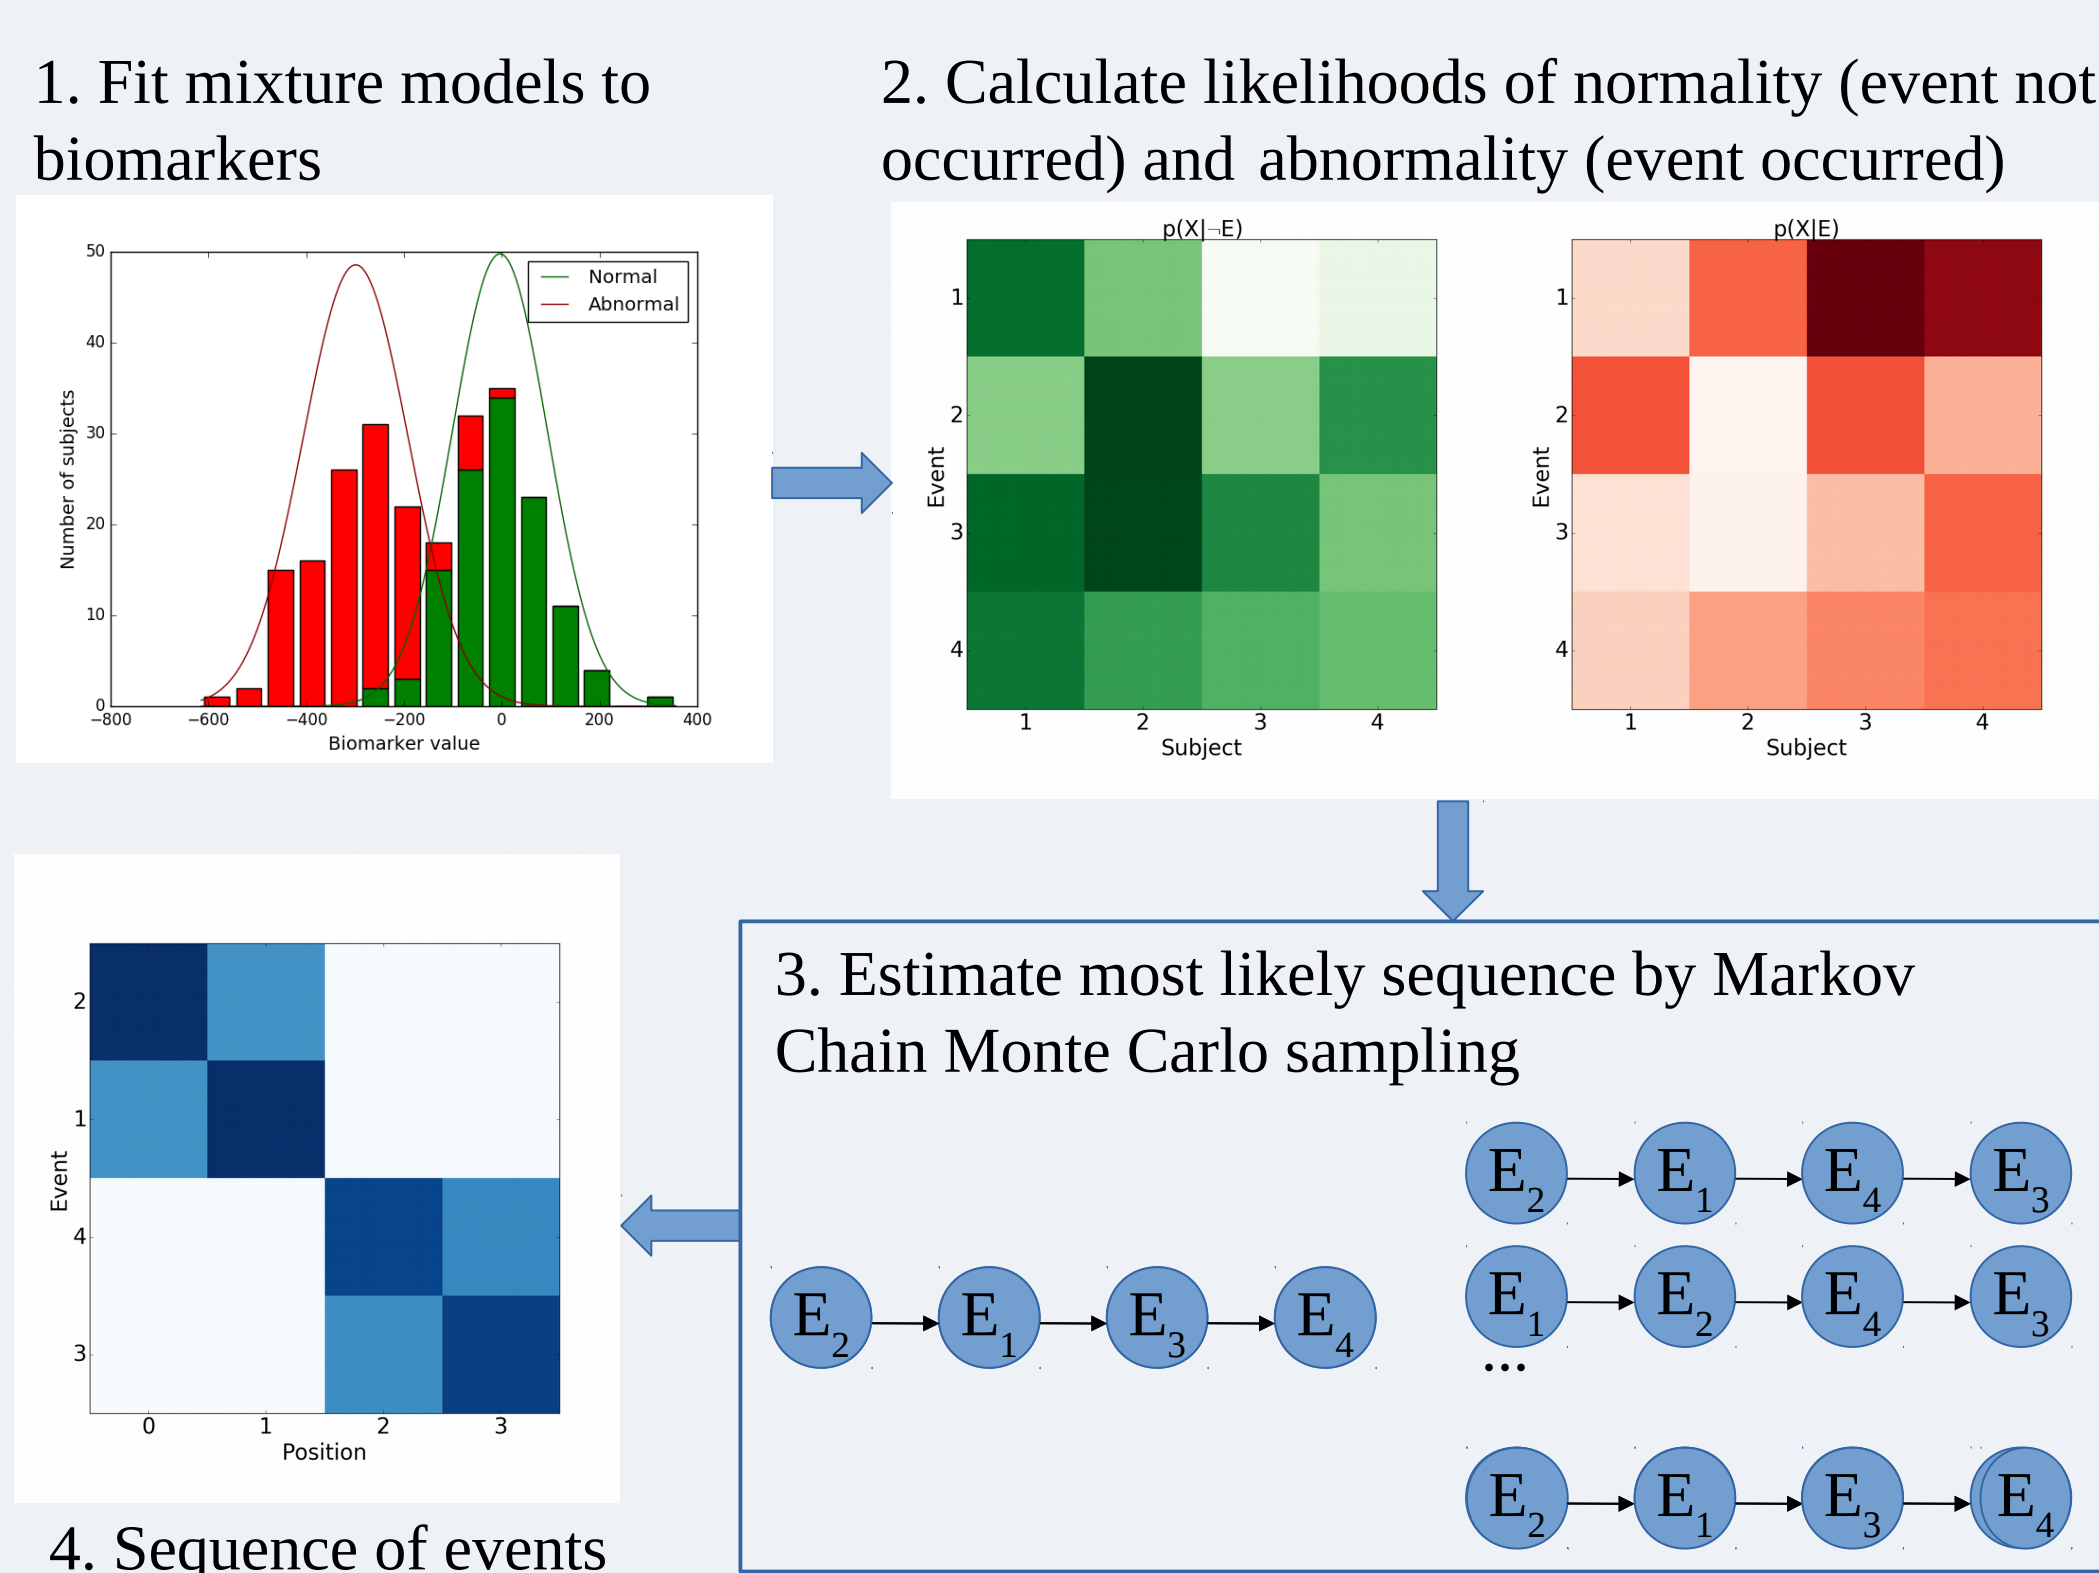 1. Fit mixture models to
biomarkers
50
40
30
20
10
0
Number of subjects
Normal
Abnormal
−800 −600 −400 −200 0 200 400
Biomarker value
2. Calculate likelihoods of normality (event not
occurred) and abnormality (event occurred)
p(X|¬E)
1
2
3
4
Event
1 2 3 4
Subject
p(X|E)
1
2
3
4
Event
1 2 3 4
Subject
3. Estimate most likely sequence by Markov
Chain Monte Carlo sampling
E2 E1 E3 E4
E2 E1 E4 E3
E1 E2 E4 E3
...
E2 E1 E3 E4
2
1
4
3
Event
0 1 2 3
Position
4. Sequence of events